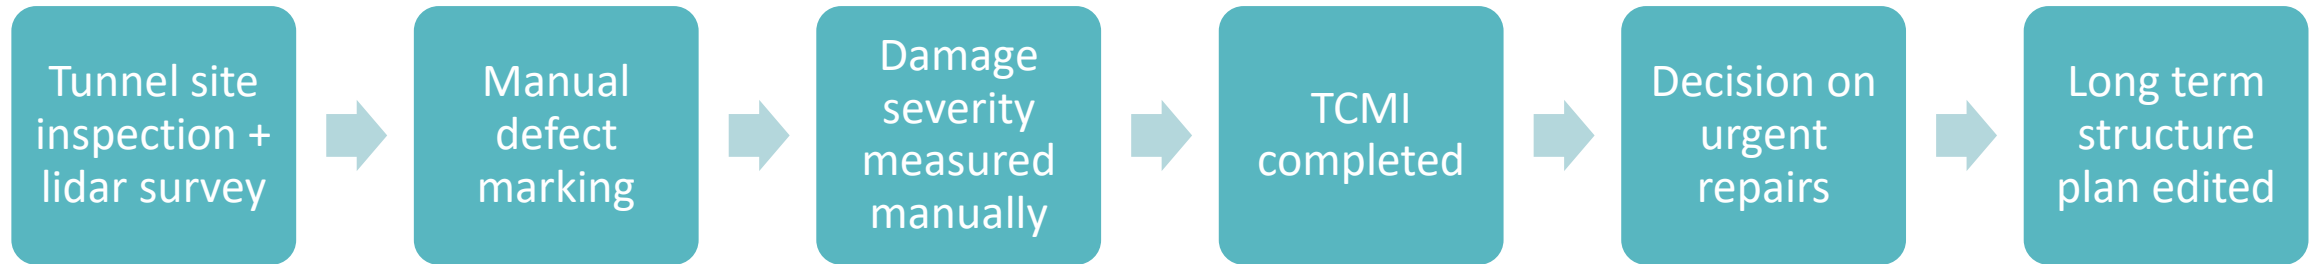 Tunnel site
inspection +
lidar survey
Manual
defect
marking
Damage
severity
measured
manually
TCMI
completed
Decision on
urgent
repairs
Long term
structure
plan edited